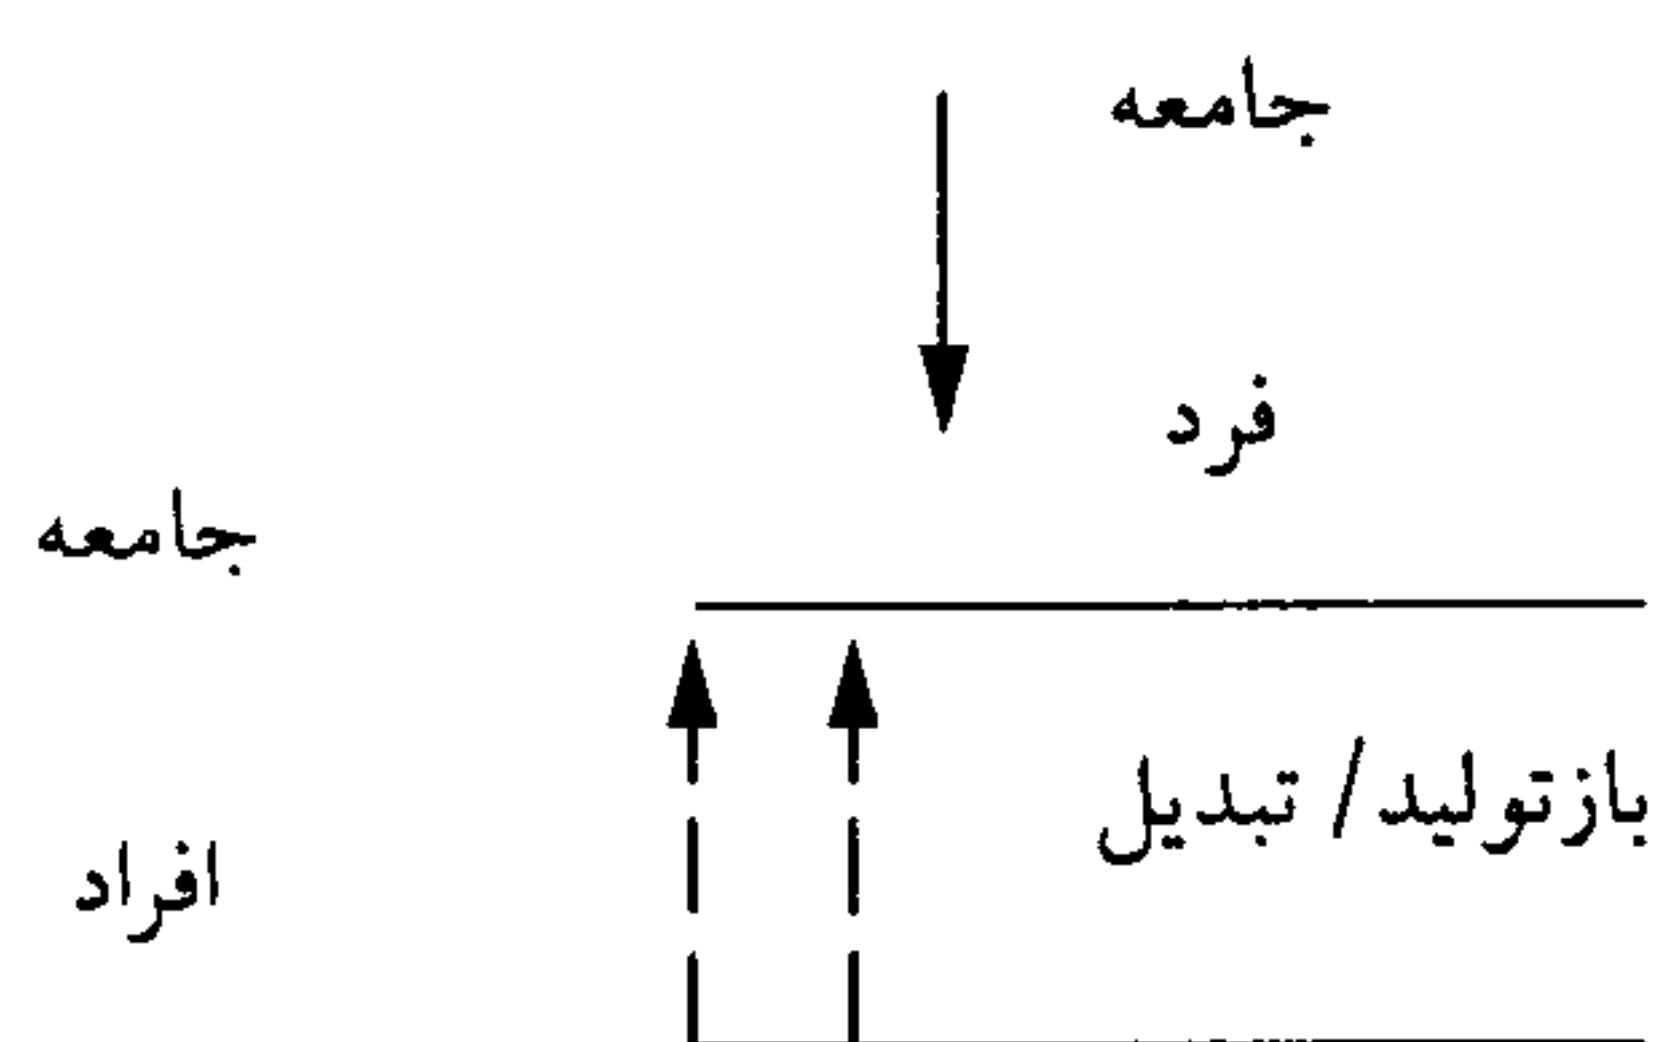 جامعه
فرد
جامعه
بازتولید/ تبدیل
افراد